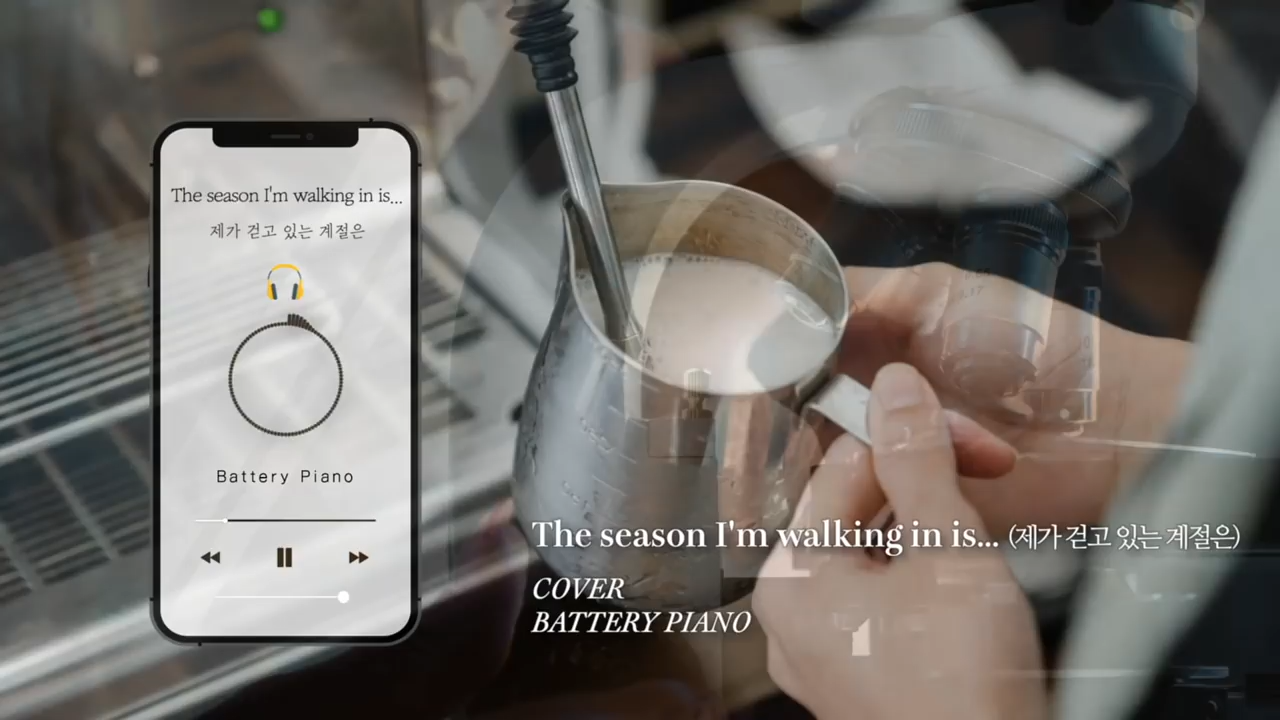 The season I'm walking in is...
제가 걷고 있는 계절은
Battery Piano
The season I'm walking in is... (제가 걷고 있는 계절은)
COVER
BATTERY PIANO